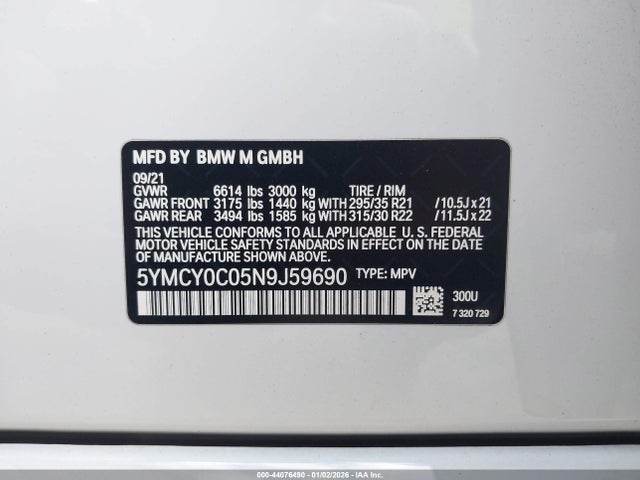 MFD BY BMW M GMBH
09/21
GVWR 6614 lbs 3000 kg TIRE / RIM
GAWR FRONT 3175 lbs 1440 kg WITH 295/35 R21 /10.5J x 21
GAWR REAR 3494 lbs 1585 kg WITH 315/30 R22 /11.5J x 22
THIS VEHICLE CONFORMS TO ALL APPLICABLE U. S. FEDERAL
MOTOR VEHICLE SAFETY STANDARDS IN EFFECT ON THE
DATE OF MANUFACTURE SHOWN ABOVE.
5YMCY0C05N9J59690 TYPE: MPV
300U
7 320 729
000-44076490 - 01/02/2026 - IAA Inc.